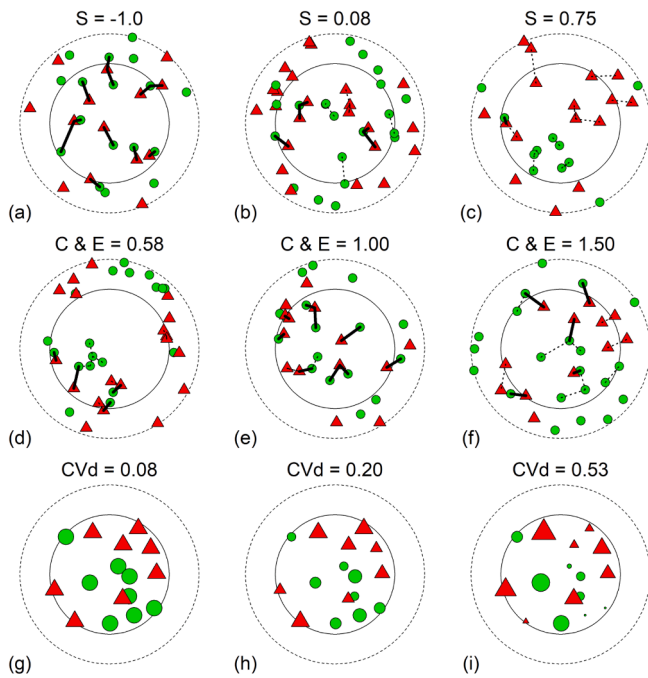 S = -1.0
S = 0.08
S = 0.75
(a)
(b)
(c)
C & E = 0.58
C & E = 1.00
C & E = 1.50
(d)
(e)
(f)
CVd = 0.08
CVd = 0.20
CVd = 0.53
(g)
(h)
(i)